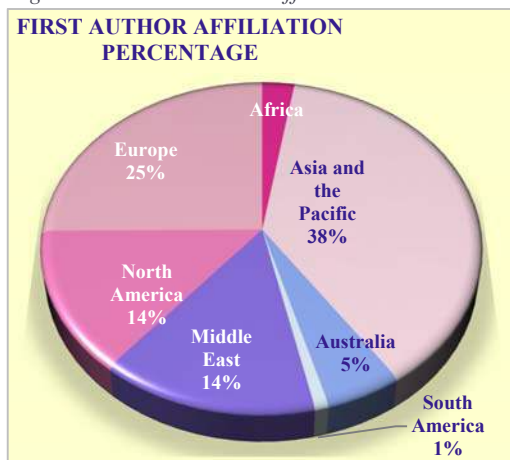 FIRST AUTHOR AFFILIATION
PERCENTAGE
Africa
Asia and
the
Pacific
38%
Australia
5%
South
America
1%
Middle
East
14%
North
America
14%
Europe
25%